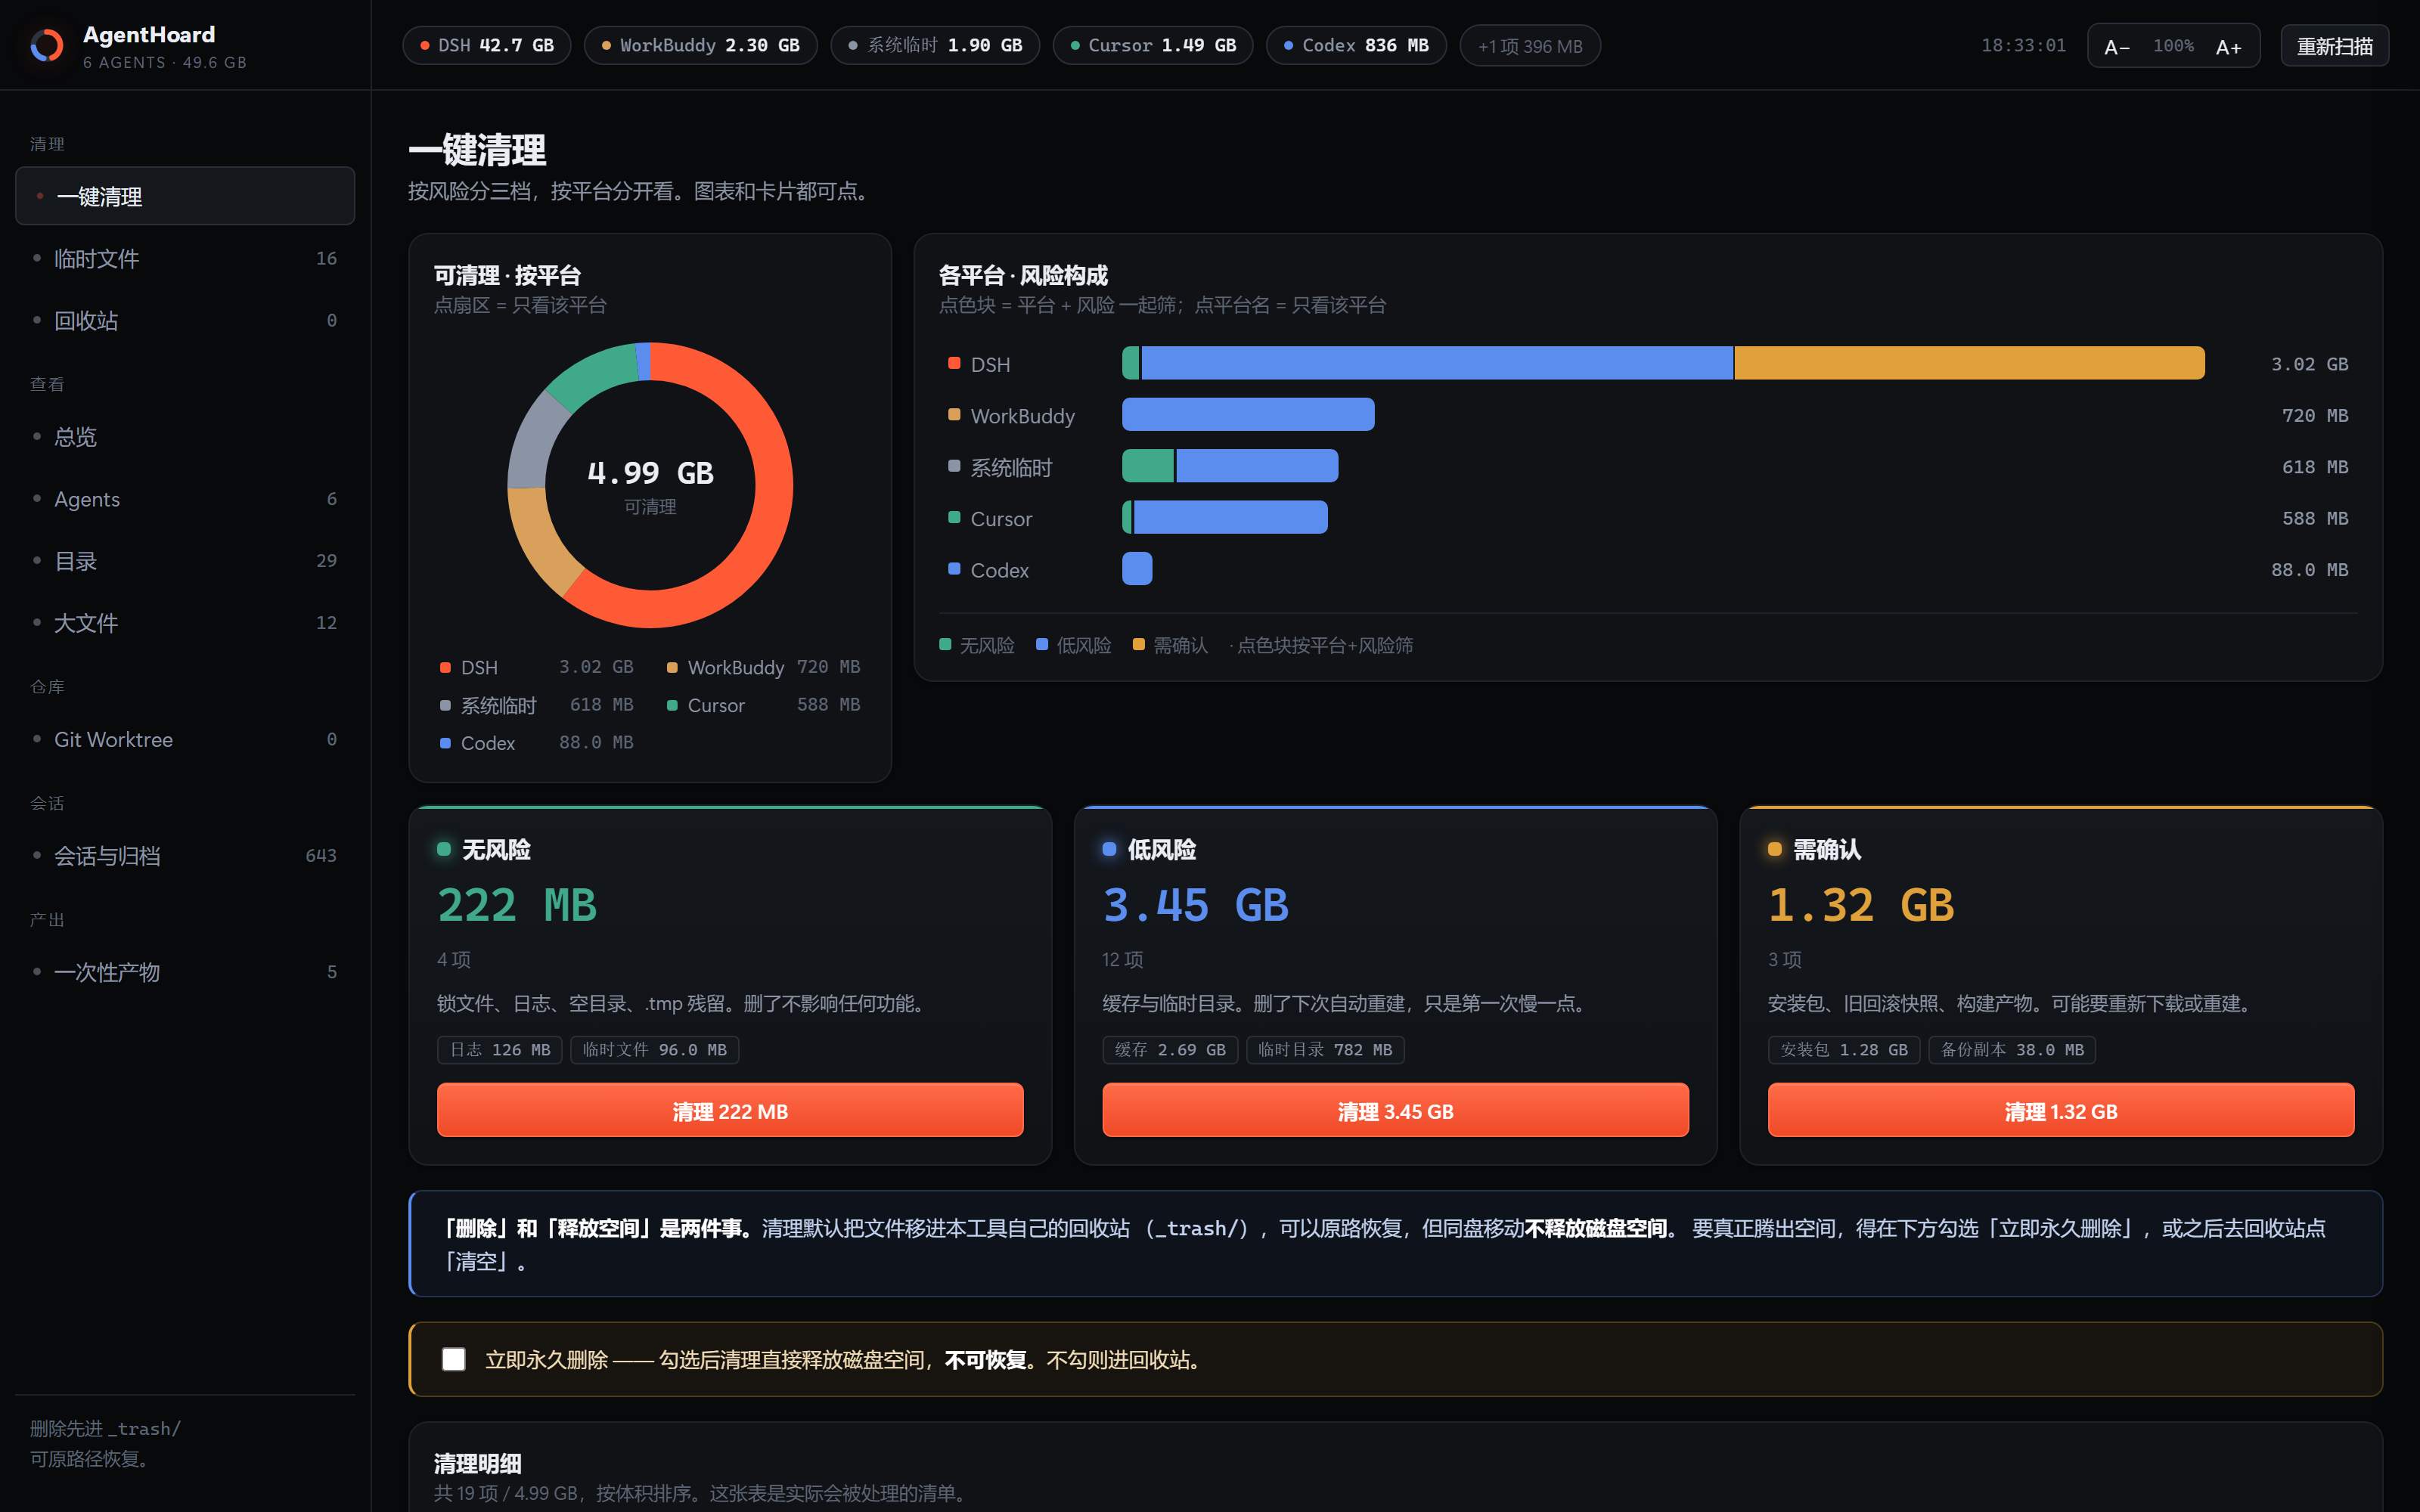 AgentHoard
6 AGENTS · 49.6 GB
DSH 42.7 GB
WorkBuddy 2.30 GB
系统临时 1.90 GB
Cursor 1.49 GB
Codex 836 MB
+1 项 396 MB
18:33:01
A− 100% A+
重新扫描
清理
一键清理
临时文件 16
回收站 0
查看
总览
Agents 6
目录 29
大文件 12
仓库
Git Worktree 0
会话
会话与归档 643
产出
一次性产物 5
删除先进 _trash/
可原路径恢复。
一键清理
按风险分三档，按平台分开看。图表和卡片都可点。
可清理 · 按平台
点扇区 = 只看该平台
4.99 GB
可清理
DSH 3.02 GB
WorkBuddy 720 MB
系统临时 618 MB
Cursor 588 MB
Codex 88.0 MB
各平台 · 风险构成
点色块 = 平台 + 风险 一起筛；点平台名 = 只看该平台
DSH 3.02 GB
WorkBuddy 720 MB
系统临时 618 MB
Cursor 588 MB
Codex 88.0 MB
无风险 低风险 需确认 · 点色块按平台+风险筛
无风险
222 MB
4 项
锁文件、日志、空目录、.tmp 残留。删了不影响任何功能。
日志 126 MB 临时文件 96.0 MB
清理 222 MB
低风险
3.45 GB
12 项
缓存与临时目录。删了下次自动重建，只是第一次慢一点。
缓存 2.69 GB 临时目录 782 MB
清理 3.45 GB
需确认
1.32 GB
3 项
安装包、旧回滚快照、构建产物。可能要重新下载或重建。
安装包 1.28 GB 备份副本 38.0 MB
清理 1.32 GB
「删除」和「释放空间」是两件事。清理默认把文件移进本工具自己的回收站（_trash/），可以原路恢复，但同盘移动不释放磁盘空间。 要真正腾出空间，得在下方勾选「立即永久删除」，或之后去回收站点
「清空」。
立即永久删除 —— 勾选后清理直接释放磁盘空间，不可恢复。不勾则进回收站。
清理明细
共 19 项 / 4.99 GB，按体积排序。这张表是实际会被处理的清单。